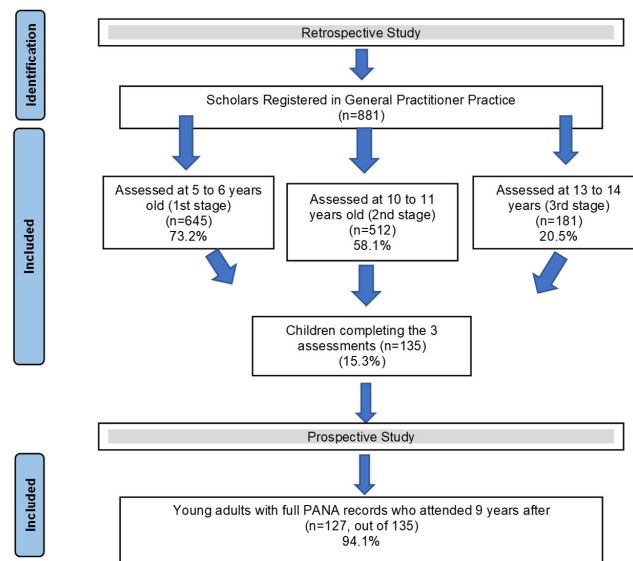 Identification
Retrospective Study
Scholars Registered in General Practitioner Practice
(n=881)
Included
Assessed at 5 to 6 years
old (1st stage)
(n=645)
73.2%
Assessed at 10 to 11
years old (2nd stage)
(n=512)
58.1%
Assessed at 13 to 14
years (3rd stage)
(n=181)
20.5%
Children completing the 3
assessments (n=135)
(15.3%)
Prospective Study
Included
Young adults with full PANA records who attended 9 years after
(n=127, out of 135)
94.1%